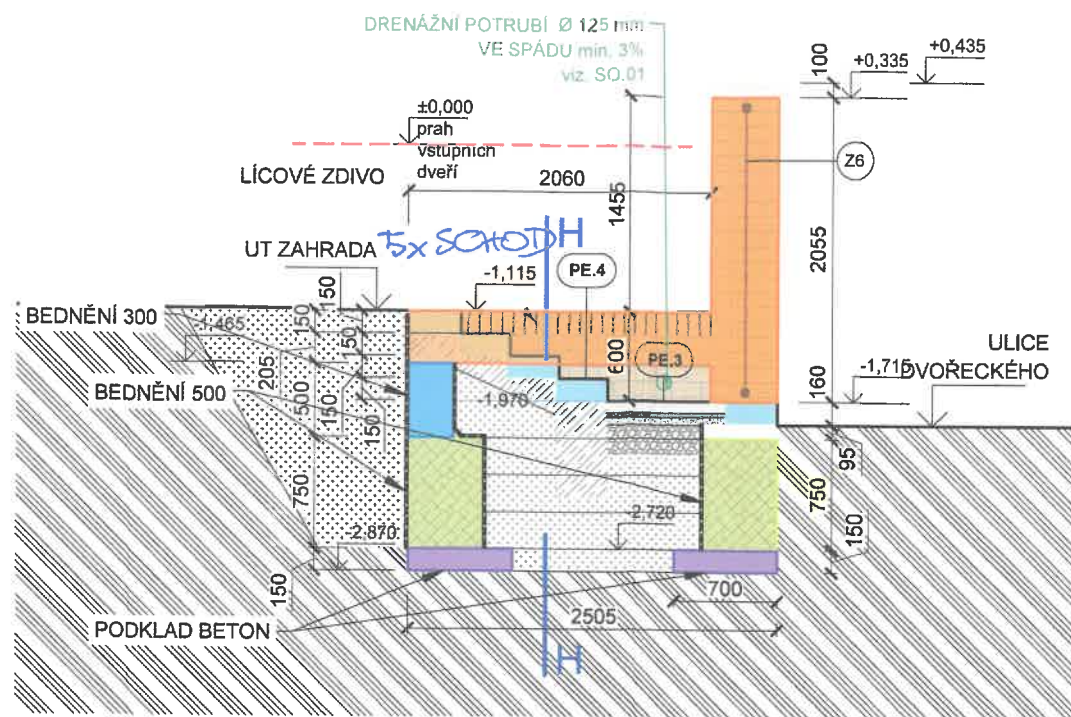 DRENÁŽNÍ POTRUBÍ Ø 125 mm
VE SPÁDU min. 3%
viz. SO.01
100
+0,435
+0,335
±0,000
prah
vstupních
dveří
LÍCOVÉ ZDIVO
2060
1455
Z6
2055
5x SCHOD
H
UT ZAHRADA
PE.4
-1,115
150
BEDNĚNÍ 300
150
150
-1,465
205
600
PE.3
ULICE
DVOŘECKÉHO
-1,715
160
BEDNĚNÍ 500
500
150
150
-1,970
95
750
750
-2,720
-2,870
150
150
700
2505
PODKLAD BETON
H